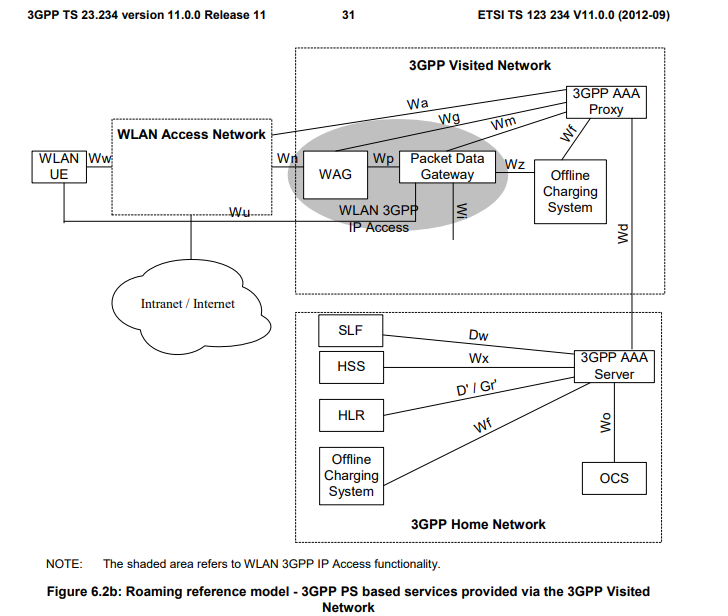 3GPP TS 23.234 version 11.0.0 Release 11
31
ETSI TS 123 234 V11.0.0 (2012-09)
3GPP Visited Network
3GPP AAA
Proxy
Wa
Wg
Wm
Wf
WLAN Access Network
WLAN
UE
Ww
Wn
WAG
Wp
Packet Data
Gateway
Wz
Offline
Charging
System
Wu
WLAN 3GPP
IP Access
Wi
Wd
Intranet / Internet
SLF
Dw
HSS
Wx
3GPP AAA
Server
HLR
D' / Gr'
Wf
Wo
Offline
Charging
System
OCS
3GPP Home Network
NOTE: The shaded area refers to WLAN 3GPP IP Access functionality.
Figure 6.2b: Roaming reference model - 3GPP PS based services provided via the 3GPP Visited
Network